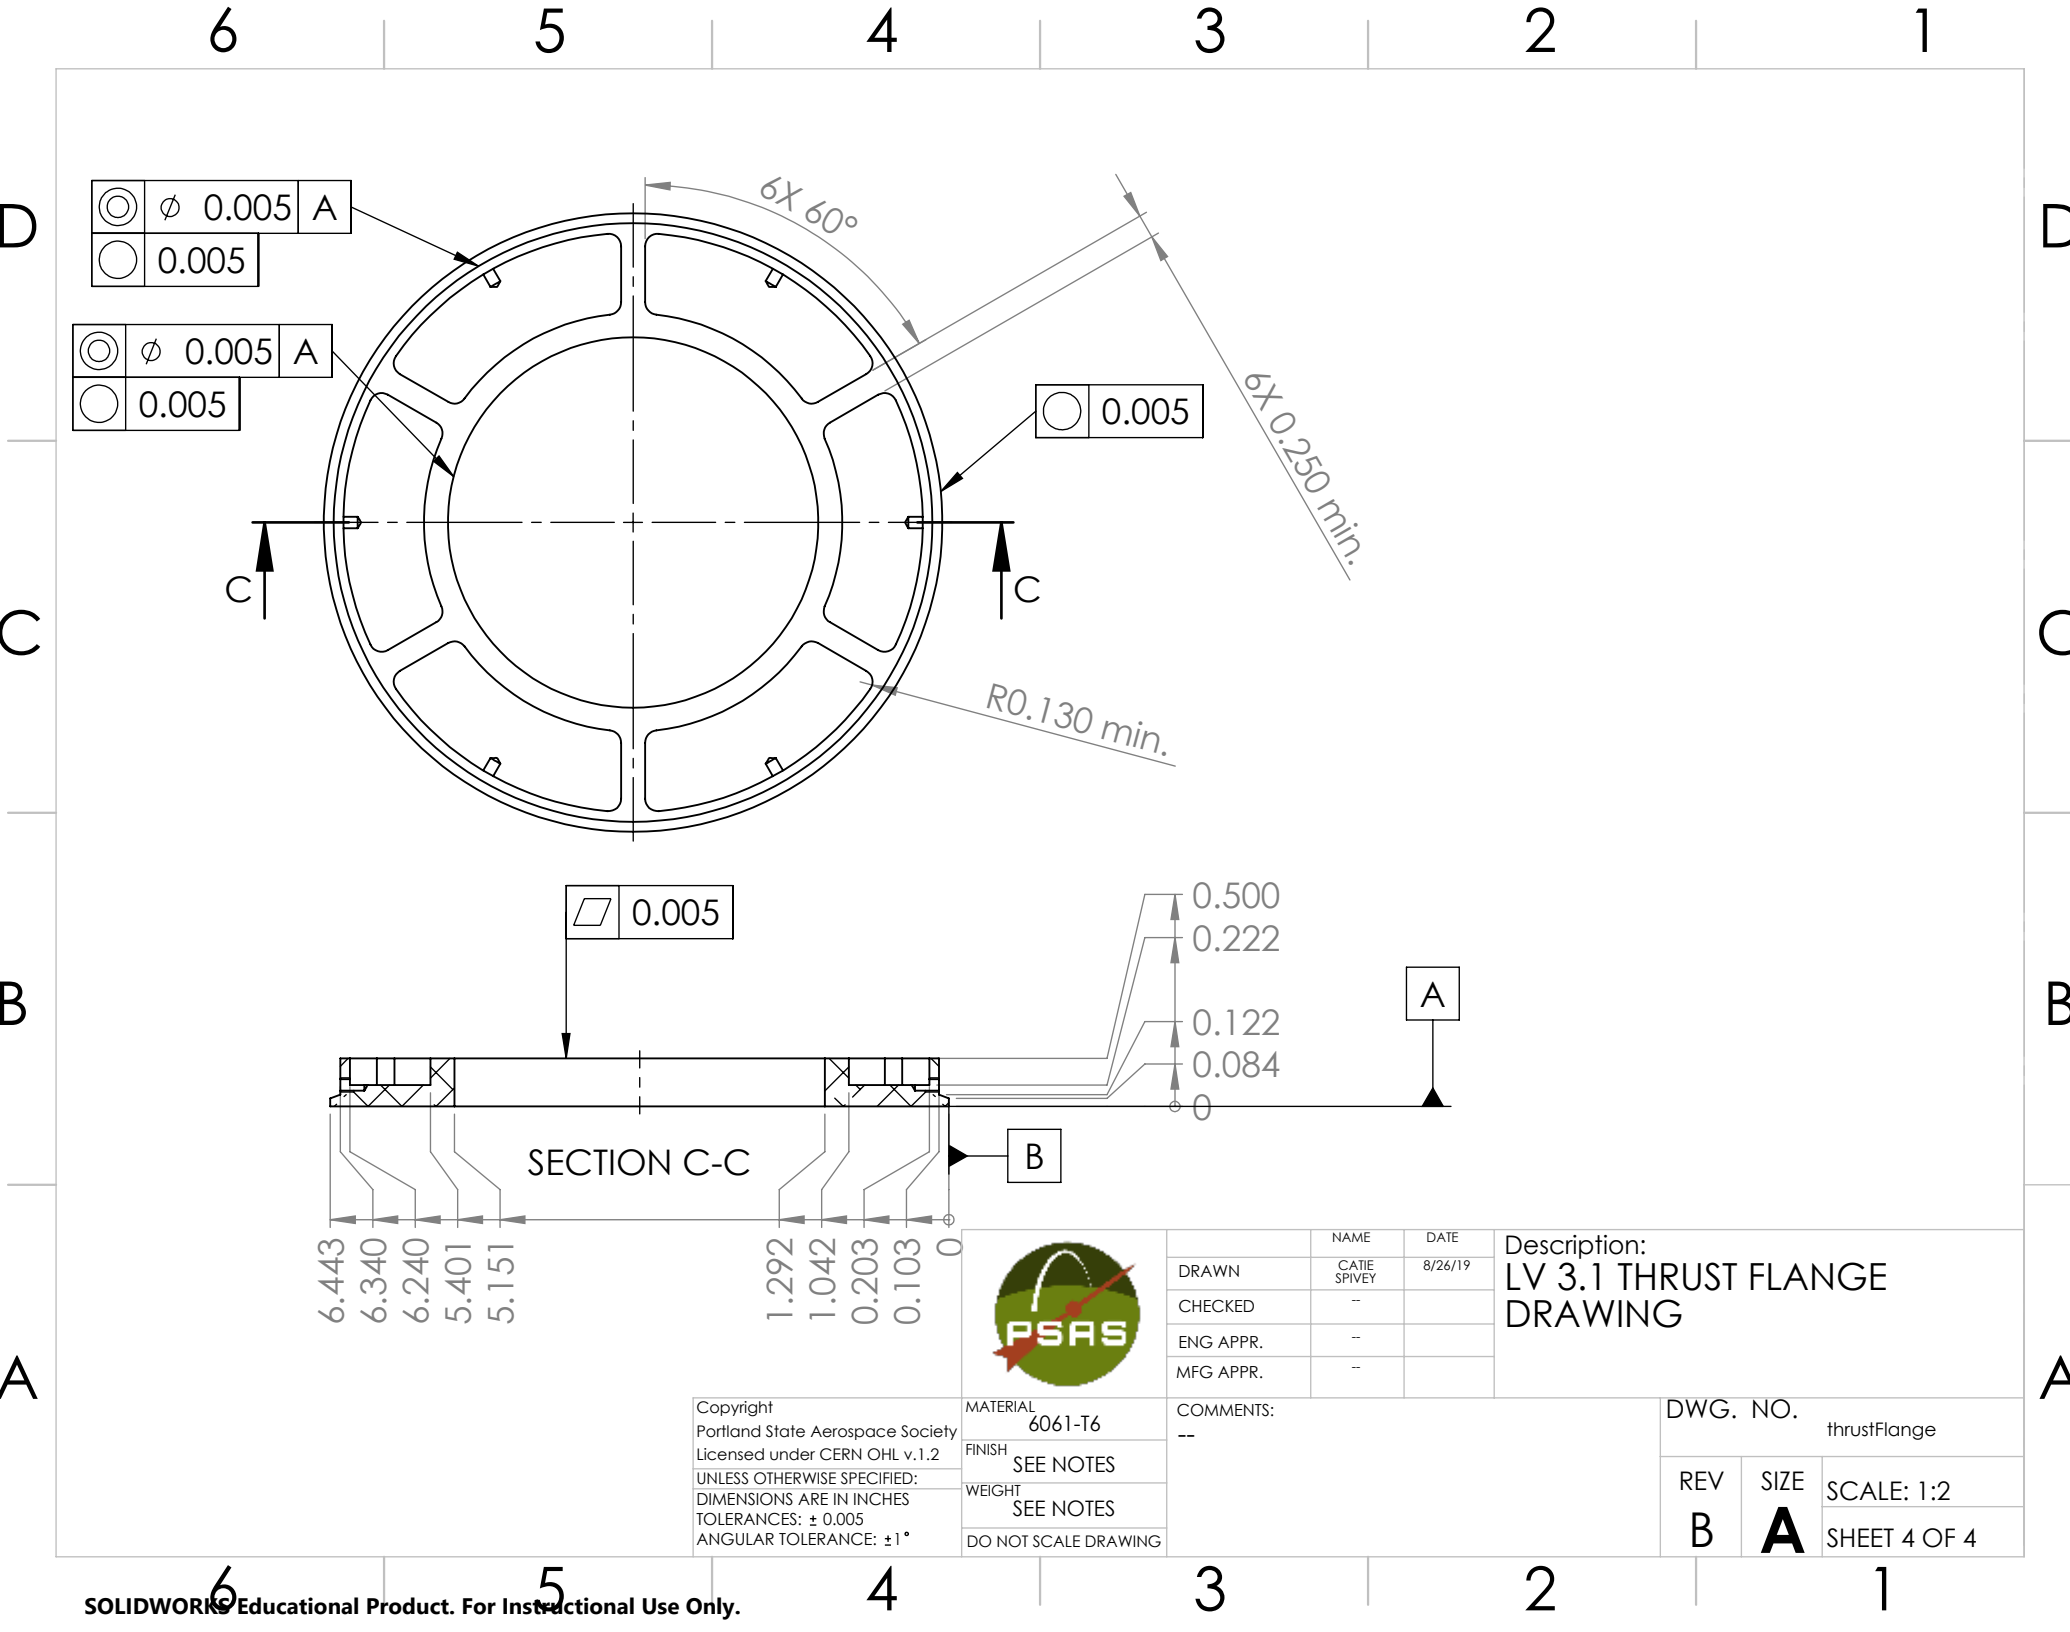 6 5 4 3 2 1
D D
⌀ 0.005 A
0.005
⌀ 0.005 A
0.005
6X 60°
6X 0.250 min.
0.005
C C
C C
R0.130 min.
0.005
0.500
0.222
0.122
0.084
0
A
B B
B
SECTION C-C
6.443
6.340
6.240
5.401
5.151
1.292
1.042
0.203
0.103
0
A A
PSAS
NAME DATE
DRAWN CATIE SPIVEY 8/26/19
CHECKED --
ENG APPR. --
MFG APPR. --
Description:
LV 3.1 THRUST FLANGE
DRAWING
Copyright
Portland State Aerospace Society
Licensed under CERN OHL v.1.2
UNLESS OTHERWISE SPECIFIED:
DIMENSIONS ARE IN INCHES
TOLERANCES: ± 0.005
ANGULAR TOLERANCE: ±1°
MATERIAL
6061-T6
FINISH
SEE NOTES
WEIGHT
SEE NOTES
DO NOT SCALE DRAWING
COMMENTS:
--
DWG. NO.
thrustFlange
REV
B
SIZE
A
SCALE: 1:2
SHEET 4 OF 4
6 5 4 3 2 1
SOLIDWORKS Educational Product. For Instructional Use Only.